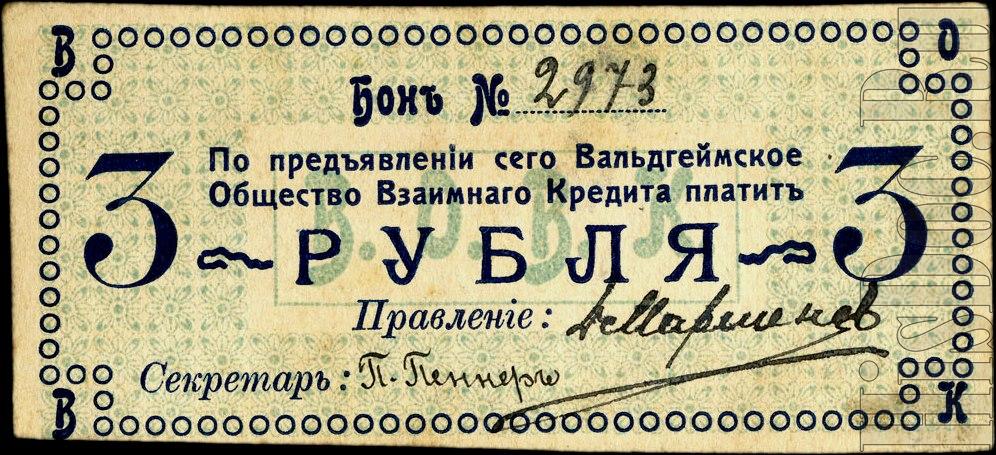 В О
Бонъ № 2973
По предъявленіи сего Вальдгеймское
Общество Взаимнаго Кредита платитъ
3 РУБЛЯ 3
В.О.В.К
Правленіе:
Секретарь: П. Пеннеръ
В К